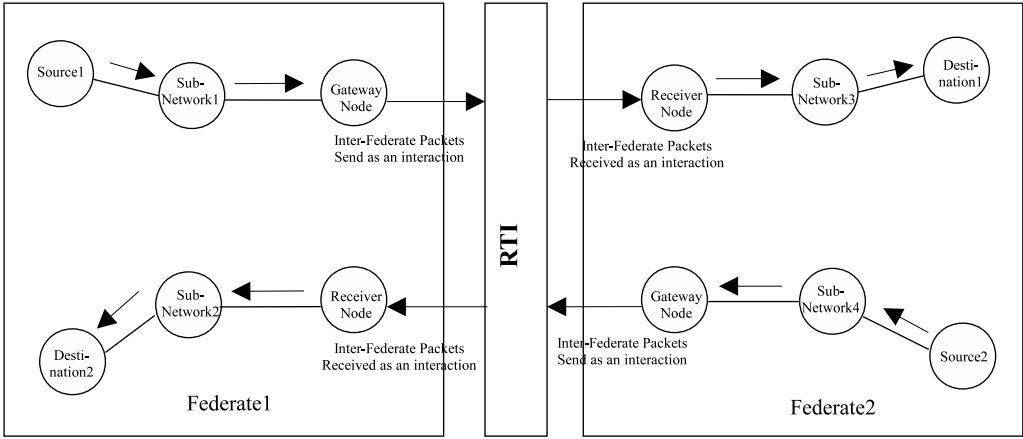 Source1
Sub-
Network1
Gateway
Node
Inter-Federate Packets
Send as an interaction
Receiver
Node
Inter-Federate Packets
Received as an interaction
Sub-
Network3
Desti-
nation1
RTI
Desti-
nation2
Sub-
Network2
Receiver
Node
Inter-Federate Packets
Received as an interaction
Gateway
Node
Inter-Federate Packets
Send as an interaction
Sub-
Network4
Source2
Federate1
Federate2